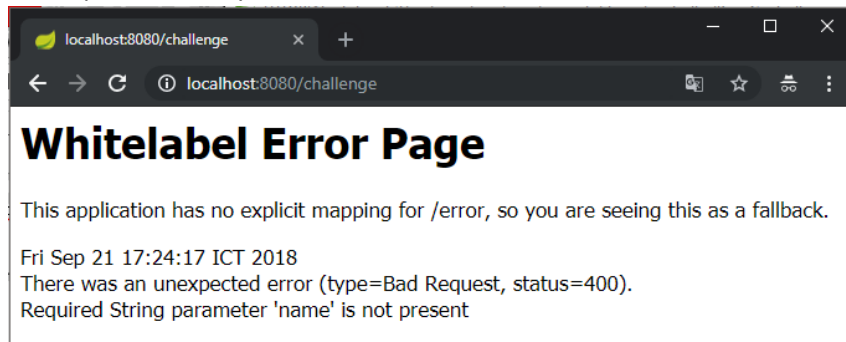 localhost:8080/challenge
localhost:8080/challenge
Whitelabel Error Page
This application has no explicit mapping for /error, so you are seeing this as a fallback.
Fri Sep 21 17:24:17 ICT 2018
There was an unexpected error (type=Bad Request, status=400).
Required String parameter 'name' is not present